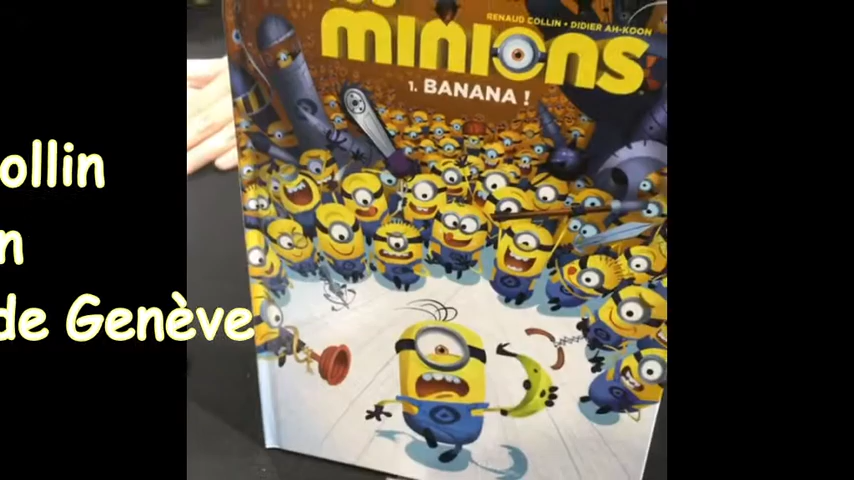 ollin
n
de Genève
RENAUD COLLIN • DIDIER AH-KOON
minions
1. BANANA !